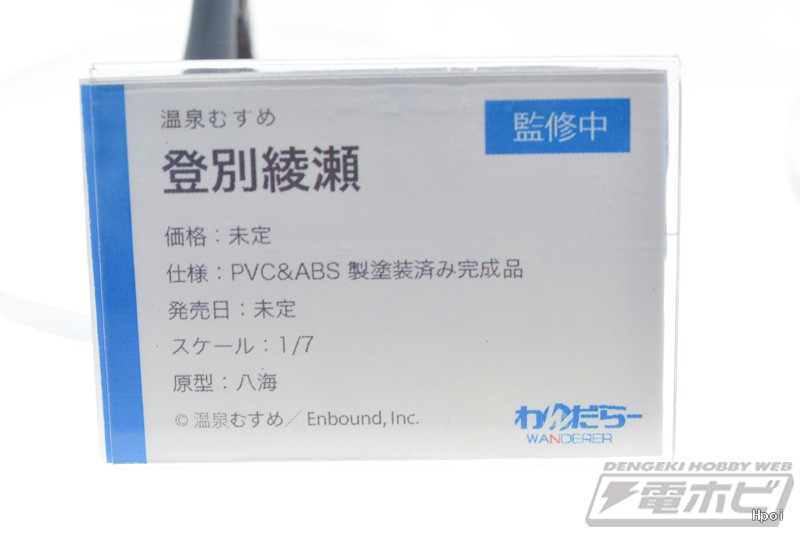 温泉むすめ
監修中
登別綾瀬
価格：未定
仕様：PVC&ABS 製塗装済み完成品
発売日：未定
スケール：1/7
原型：八海
© 温泉むすめ／Enbound, Inc.
わんだらー
WANDERER
DENGEKI HOBBY WEB
電ホビ
Hpoi